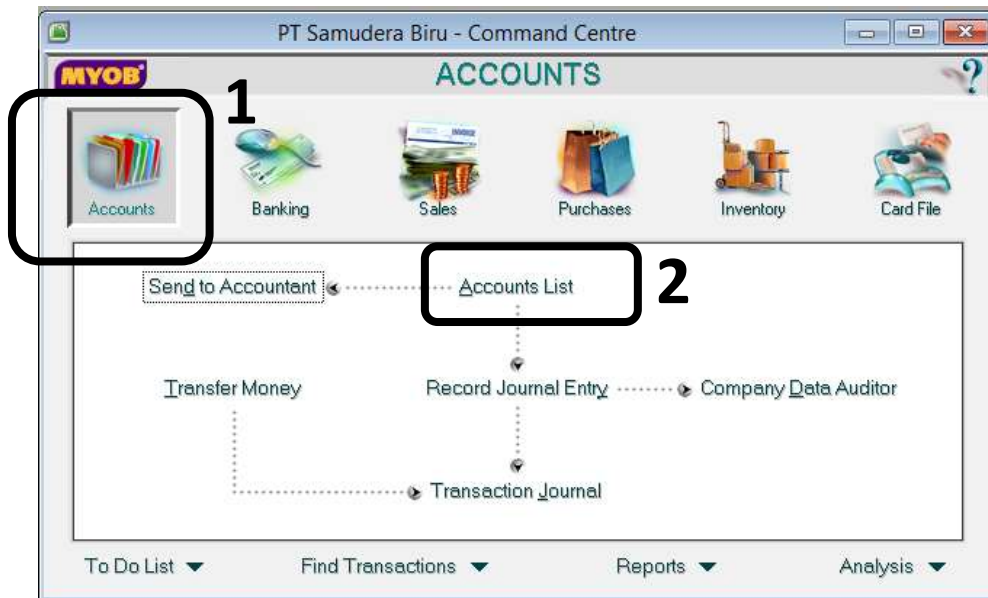 PT Samudera Biru - Command Centre
MYOB ACCOUNTS ?
1
Accounts Banking Sales Purchases Inventory Card File
INVOICE
Send to Accountant Accounts List 2
Transfer Money Record Journal Entry Company Data Auditor
Transaction Journal
To Do List Find Transactions Reports Analysis